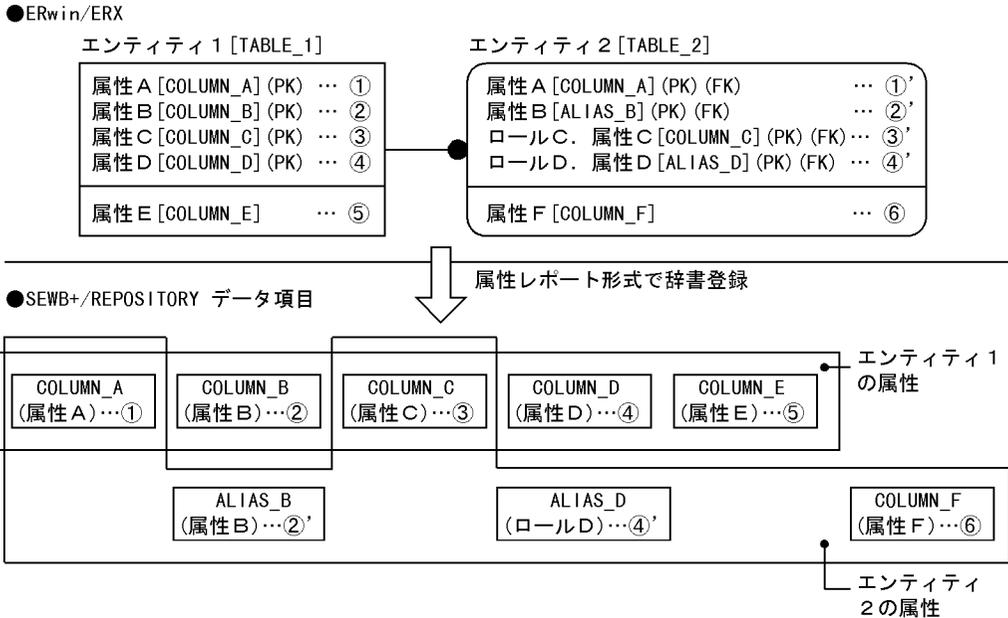 ●ERwin/ERX
エンティティ１[TABLE_1]
属性Ａ[COLUMN_A](PK) … ①
属性Ｂ[COLUMN_B](PK) … ②
属性Ｃ[COLUMN_C](PK) … ③
属性Ｄ[COLUMN_D](PK) … ④
属性Ｅ[COLUMN_E] … ⑤
エンティティ２[TABLE_2]
属性Ａ[COLUMN_A](PK)(FK) … ①'
属性Ｂ[ALIAS_B](PK)(FK) … ②'
ロールＣ．属性Ｃ[COLUMN_C](PK)(FK)… ③'
ロールＤ．属性Ｄ[ALIAS_D](PK)(FK) … ④'
属性Ｆ[COLUMN_F] … ⑥
属性レポート形式で辞書登録
●SEWB+/REPOSITORY データ項目
エンティティ１
の属性
COLUMN_A
(属性Ａ)…①
COLUMN_B
(属性Ｂ)…②
COLUMN_C
(属性Ｃ)…③
COLUMN_D
(属性Ｄ)…④
COLUMN_E
(属性Ｅ)…⑤
ALIAS_B
(属性Ｂ)…②'
ALIAS_D
(ロールＤ)…④'
COLUMN_F
(属性Ｆ)…⑥
エンティティ
２の属性